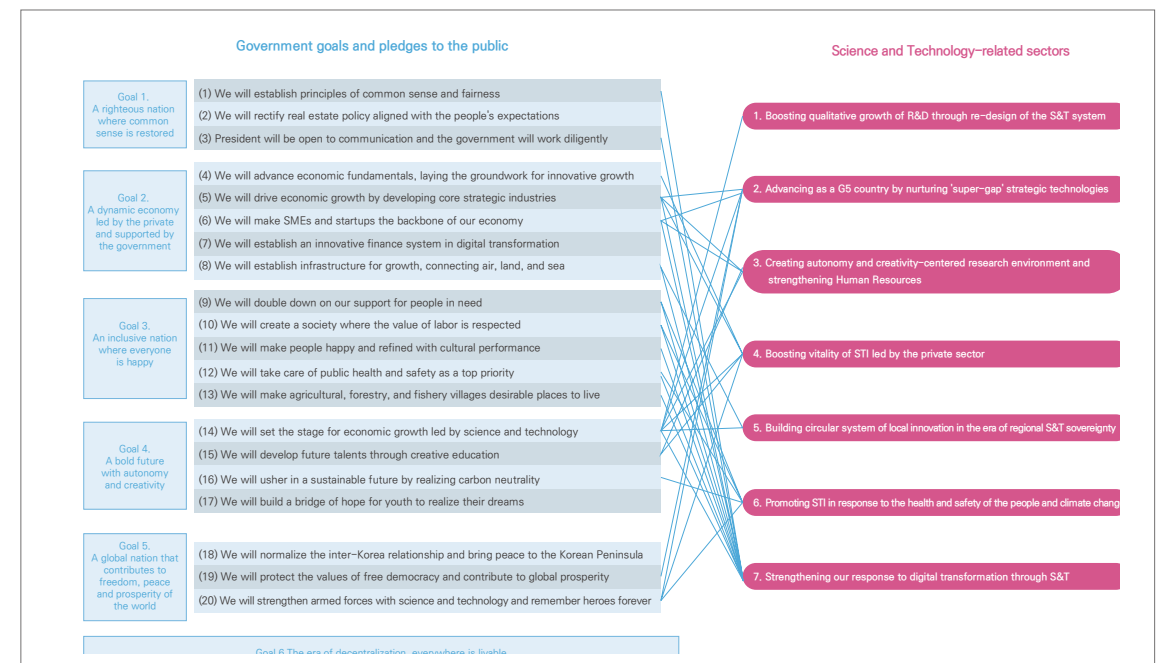 Government goals and pledges to the public
Science and Technology-related sectors
Goal 1.
A righteous nation
where common
sense is restored
(1) We will establish principles of common sense and fairness
(2) We will rectify real estate policy aligned with the people's expectations
(3) President will be open to communication and the government will work diligently
Goal 2.
A dynamic economy
led by the private
and supported by
the government
(4) We will advance economic fundamentals, laying the groundwork for innovative growth
(5) We will drive economic growth by developing core strategic industries
(6) We will make SMEs and startups the backbone of our economy
(7) We will establish an innovative finance system in digital transformation
(8) We will establish infrastructure for growth, connecting air, land, and sea
Goal 3.
An inclusive nation
where everyone
is happy
(9) We will double down on our support for people in need
(10) We will create a society where the value of labor is respected
(11) We will make people happy and refined with cultural performance
(12) We will take care of public health and safety as a top priority
(13) We will make agricultural, forestry, and fishery villages desirable places to live
Goal 4.
A bold future
with autonomy
and creativity
(14) We will set the stage for economic growth led by science and technology
(15) We will develop future talents through creative education
(16) We will usher in a sustainable future by realizing carbon neutrality
(17) We will build a bridge of hope for youth to realize their dreams
Goal 5.
A global nation that
contributes to
freedom, peace
and prosperity of
the world
(18) We will normalize the inter-Korea relationship and bring peace to the Korean Peninsula
(19) We will protect the values of free democracy and contribute to global prosperity
(20) We will strengthen armed forces with science and technology and remember heroes forever
Goal 6 The era of decentralization, everywhere is livable
1. Boosting qualitative growth of R&D through re-design of the S&T system
2. Advancing as a G5 country by nurturing 'super-gap' strategic technologies
3. Creating autonomy and creativity-centered research environment and
strengthening Human Resources
4. Boosting vitality of STI led by the private sector
5. Building circular system of local innovation in the era of regional S&T sovereignty
6. Promoting STI in response to the health and safety of the people and climate chang
7. Strengthening our response to digital transformation through S&T